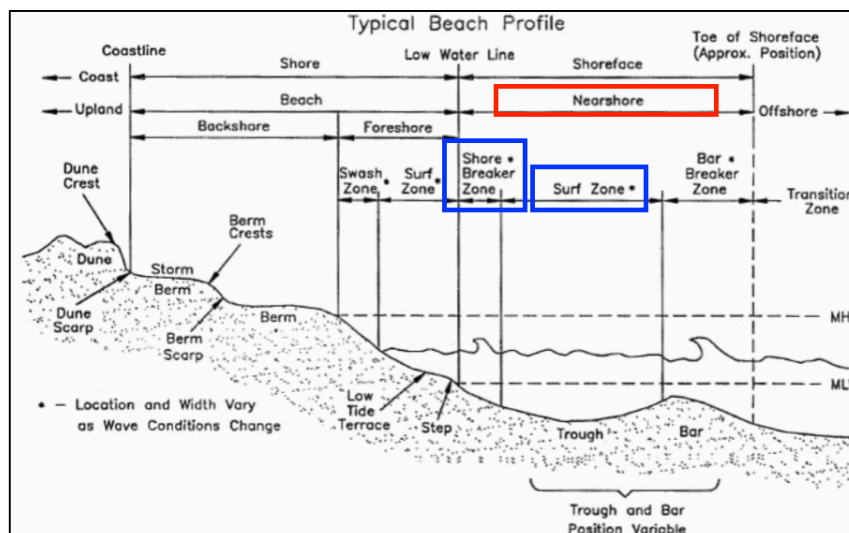 Typical Beach Profile
Toe of Shoreface
(Approx. Position)
Coastline
Low Water Line
Coast
Shore
Shoreface
Upland
Beach
Nearshore
Offshore
Backshore
Foreshore
Swash*
Zone
Surf*
Zone
Shore*
Breaker
Zone
Surf Zone*
Bar*
Breaker
Zone
Transition
Zone
Dune
Crest
Berm
Crests
Dune
Storm
Berm
Dune
Scarp
Berm
Scarp
Berm
MH
ML
* – Location and Width Vary
as Wave Conditions Change
Low
Tide
Terrace
Step
Trough
Bar
Trough and Bar
Position Variable